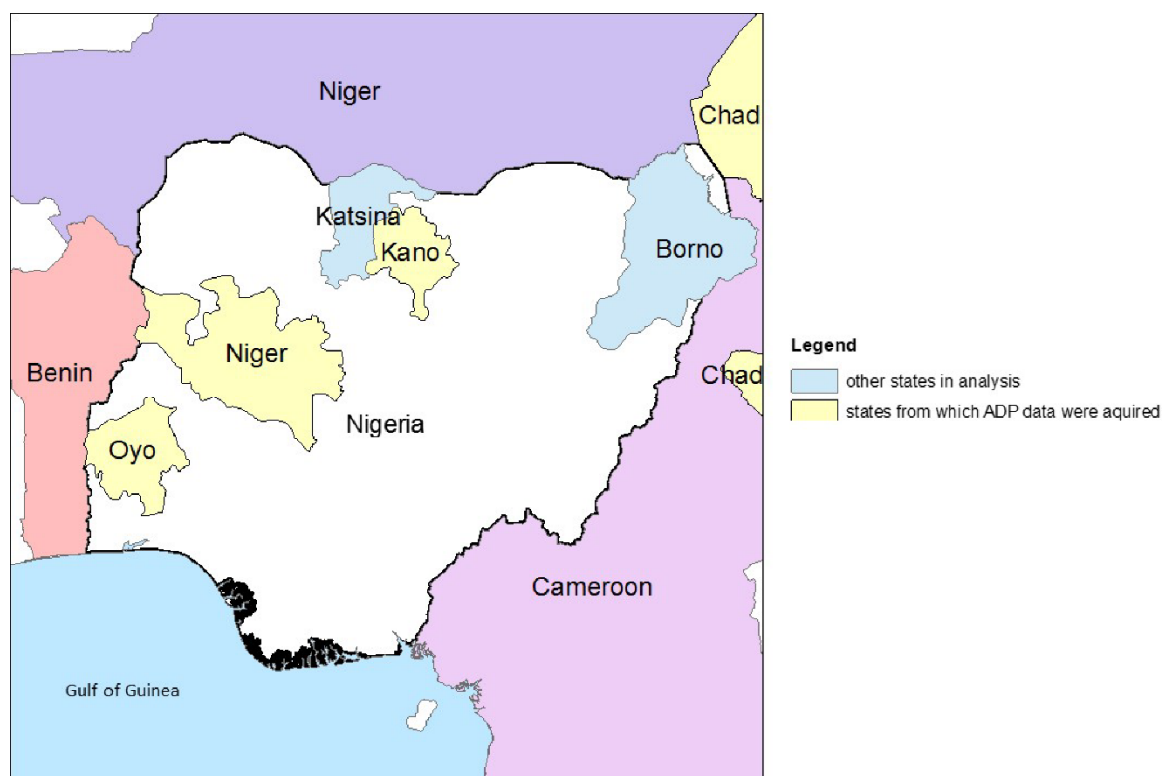 Niger
Chad
Katsina
Kano
Borno
Niger
Benin
Chad
Nigeria
Oyo
Cameroon
Gulf of Guinea
Legend
other states in analysis
states from which ADP data were aquired